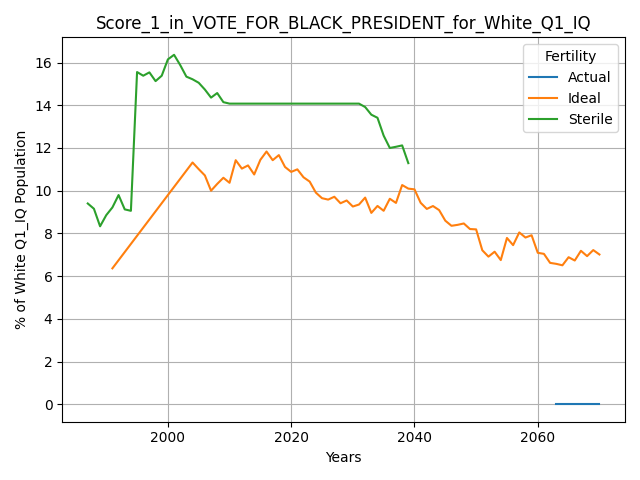 Score_1_in_VOTE_FOR_BLACK_PRESIDENT_for_White_Q1_IQ
% of White Q1_IQ Population
16
14
12
10
8
6
4
2
0
Fertility
Actual
Ideal
Sterile
2000
2020
2040
2060
Years